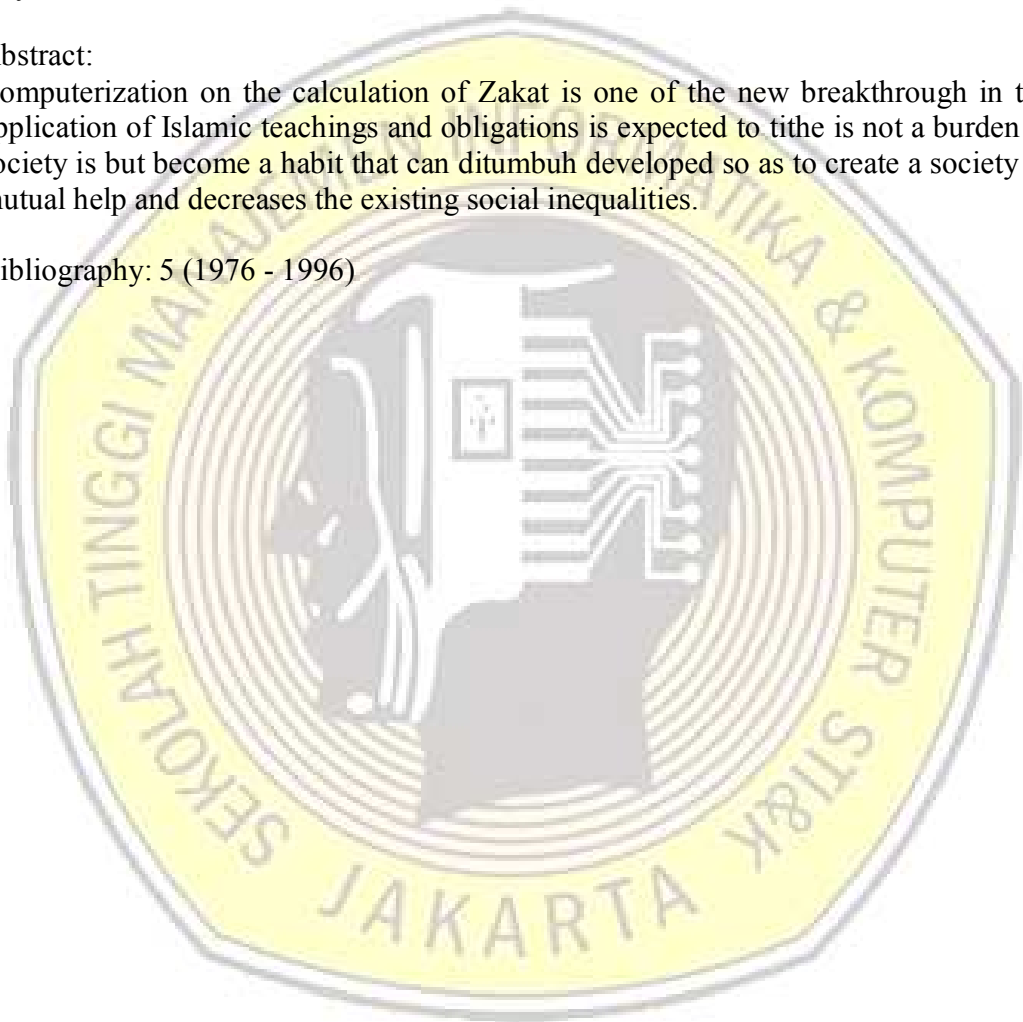 bstract:
omputerization on the calculation of Zakat is one of the new breakthrough in t
pplication of Islamic teachings and obligations is expected to tithe is not a burden
ociety is but become a habit that can ditumbuh developed so as to create a society
nutual help and decreases the existing social inequalities.
ibliography: 5 (1976 - 1996)
SEKOLAH TINGGI MANAJEMEN INFORMATIKA & KOMPUTER STI&K
JAKARTA